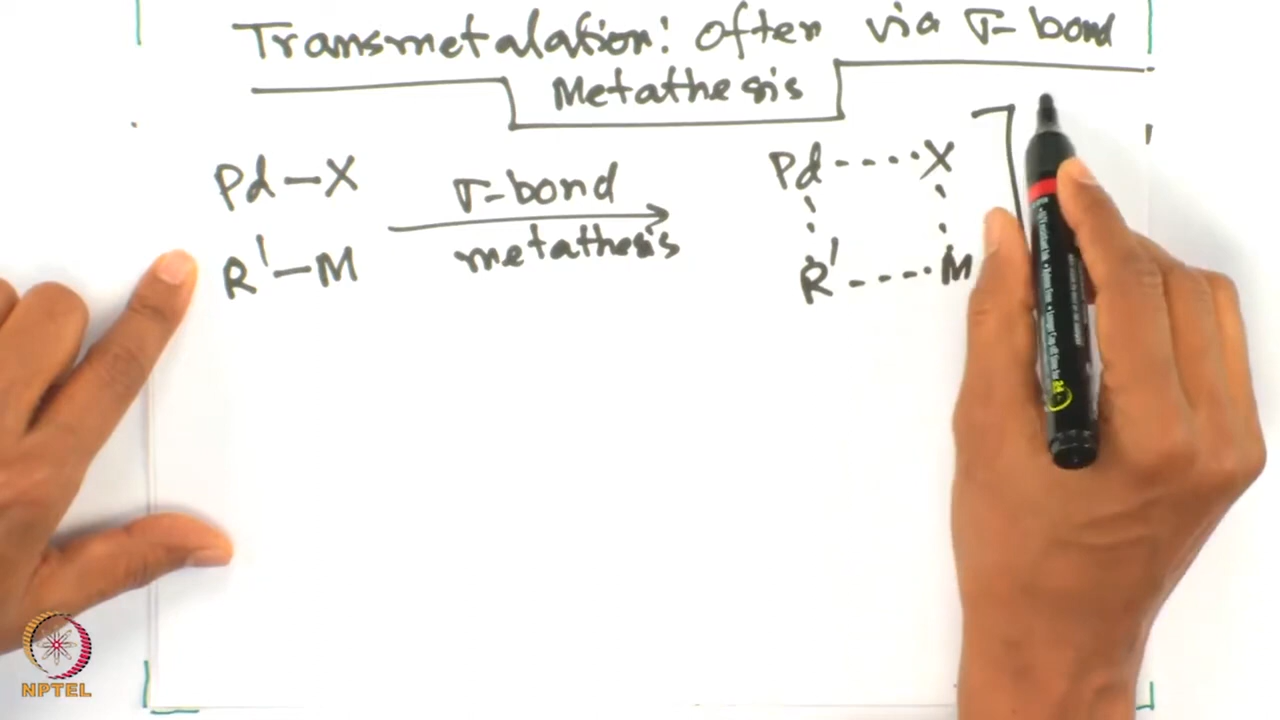 Transmetalation: often via σ-bond
Metathesis
Pd—X
R'—M
σ-bond
metathesis
Pd----X
R'----M
NPTEL